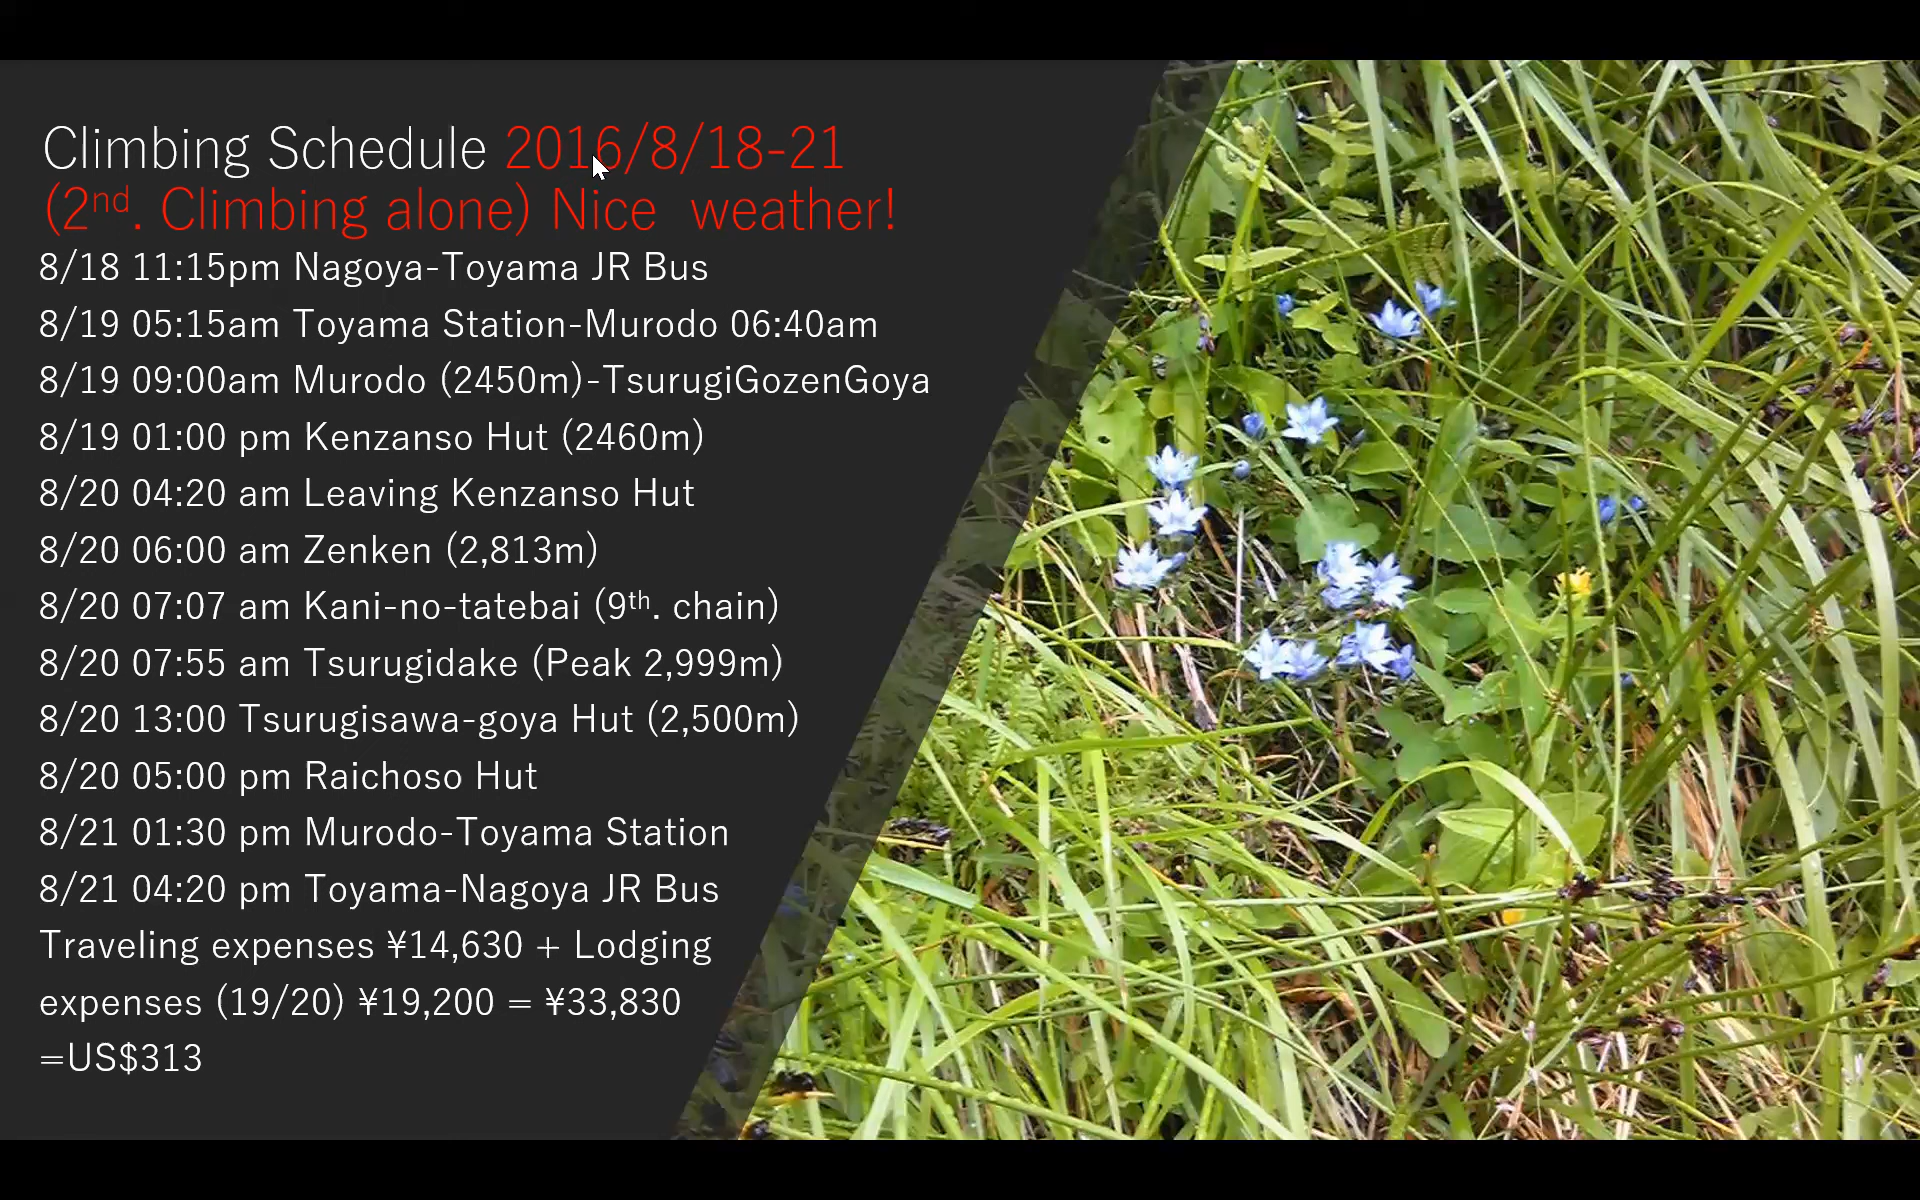 Climbing Schedule 2016/8/18-21
(2nd. Climbing alone) Nice  weather!
8/18 11:15pm Nagoya-Toyama JR Bus
8/19 05:15am Toyama Station-Murodo 06:40am
8/19 09:00am Murodo (2450m)-TsurugiGozenGoya
8/19 01:00 pm Kenzanso Hut (2460m)
8/20 04:20 am Leaving Kenzanso Hut
8/20 06:00 am Zenken (2,813m)
8/20 07:07 am Kani-no-tatebai (9th. chain)
8/20 07:55 am Tsurugidake (Peak 2,999m)
8/20 13:00 Tsurugisawa-goya Hut (2,500m)
8/20 05:00 pm Raichoso Hut
8/21 01:30 pm Murodo-Toyama Station
8/21 04:20 pm Toyama-Nagoya JR Bus
Traveling expenses ¥14,630 + Lodging
expenses (19/20) ¥19,200 = ¥33,830
=US$313